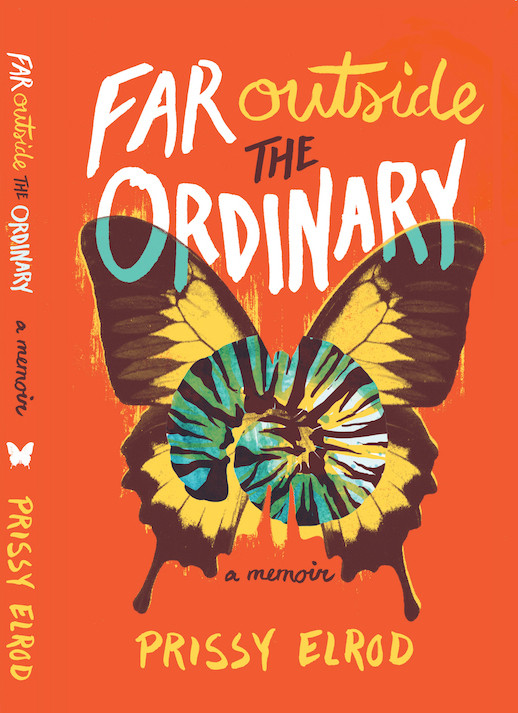 FAR outside THE ORDINARY a memoir PRISSY ELROD
FAR outside
THE
ORDINARY
a memoir
PRISSY ELROD